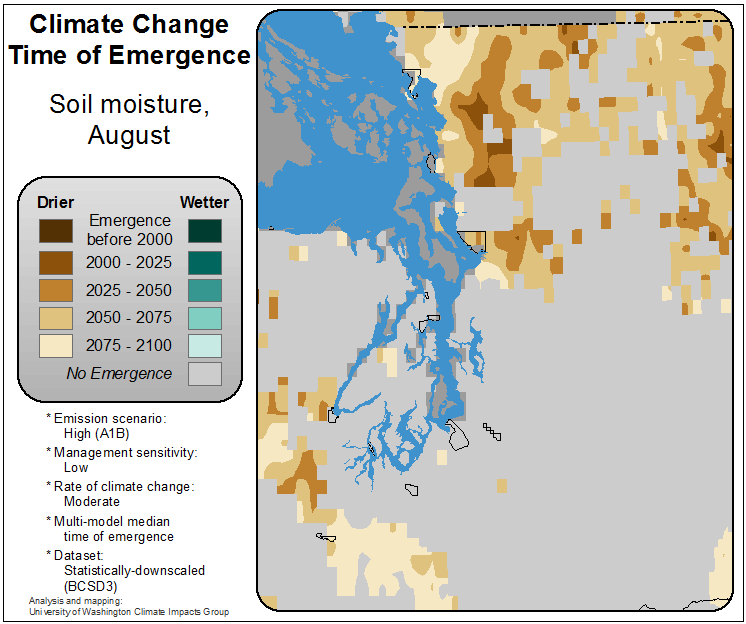 Climate Change
Time of Emergence
Soil moisture,
August
Drier
Wetter
Emergence
before 2000
2000 - 2025
2025 - 2050
2050 - 2075
2075 - 2100
No Emergence
* Emission scenario:
High (A1B)
* Management sensitivity:
Low
* Rate of climate change:
Moderate
* Multi-model median
time of emergence
* Dataset:
Statistically-downscaled
(BCSD3)
Analysis and mapping:
University of Washington Climate Impacts Group